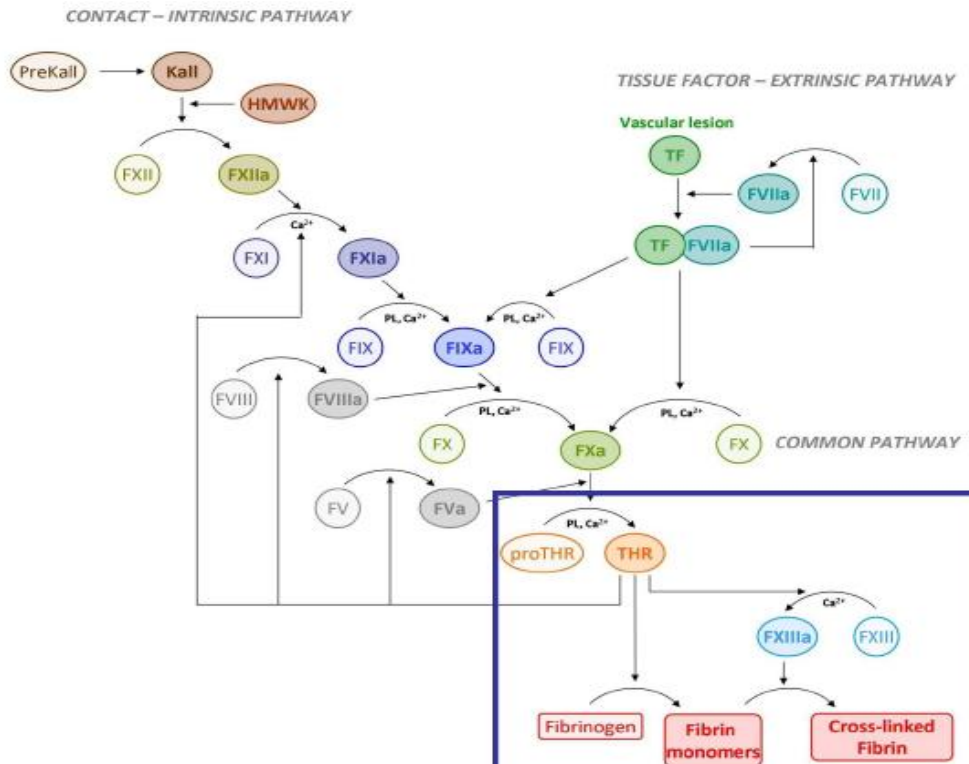 CONTACT – INTRINSIC PATHWAY
PreKall
Kall
HMWK
TISSUE FACTOR – EXTRINSIC PATHWAY
Vascular lesion
TF
FXII
FXIIa
FVIIa
FVII
Ca²⁺
FXI
FXIa
TF
FVIIa
PL, Ca²⁺
PL, Ca²⁺
FIX
FIXa
FIX
FVIII
FVIIIa
PL, Ca²⁺
PL, Ca²⁺
FX
FXa
FX
COMMON PATHWAY
FV
FVa
PL, Ca²⁺
proTHR
THR
Ca²⁺
FXIIIa
FXIII
Fibrinogen
Fibrin
monomers
Cross-linked
Fibrin